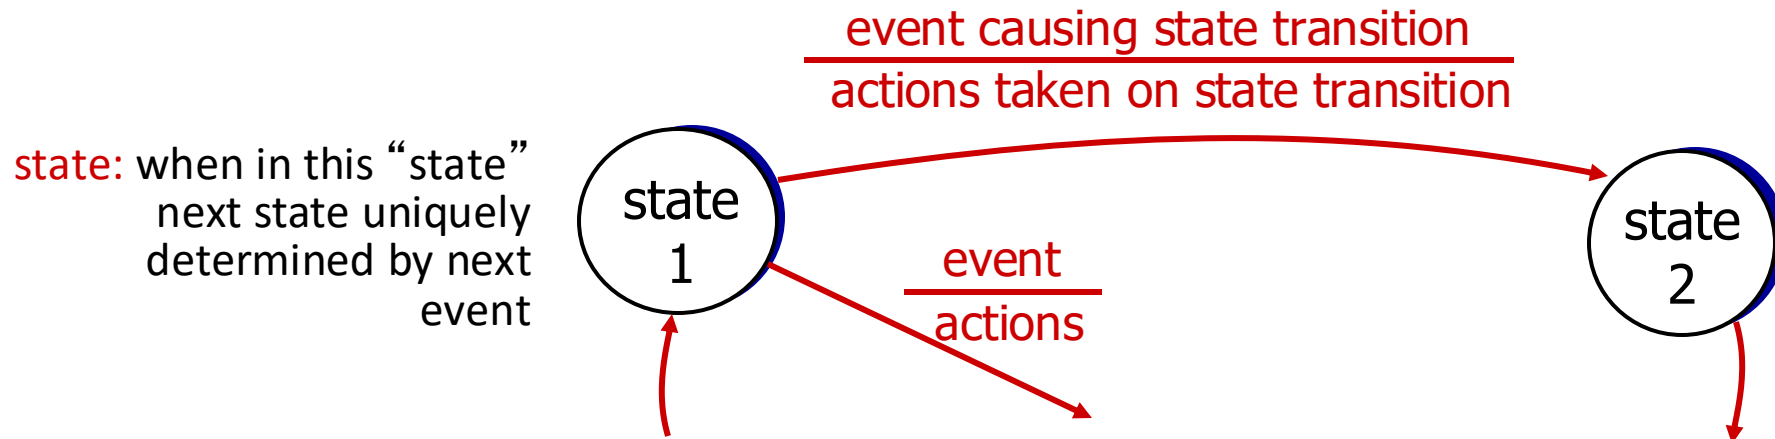 event causing state transition
actions taken on state transition
state: when in this “state”
next state uniquely
determined by next
event
state
1
event
actions
state
2